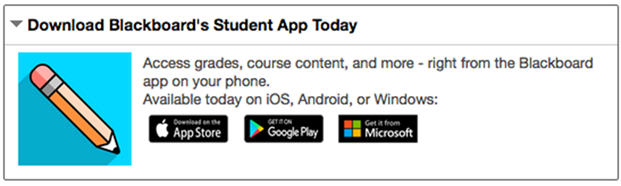 Download Blackboard's Student App Today
Access grades, course content, and more - right from the Blackboard
app on your phone.
Available today on iOS, Android, or Windows:
Download on the
App Store
GET IT ON
Google Play
Get it from
Microsoft